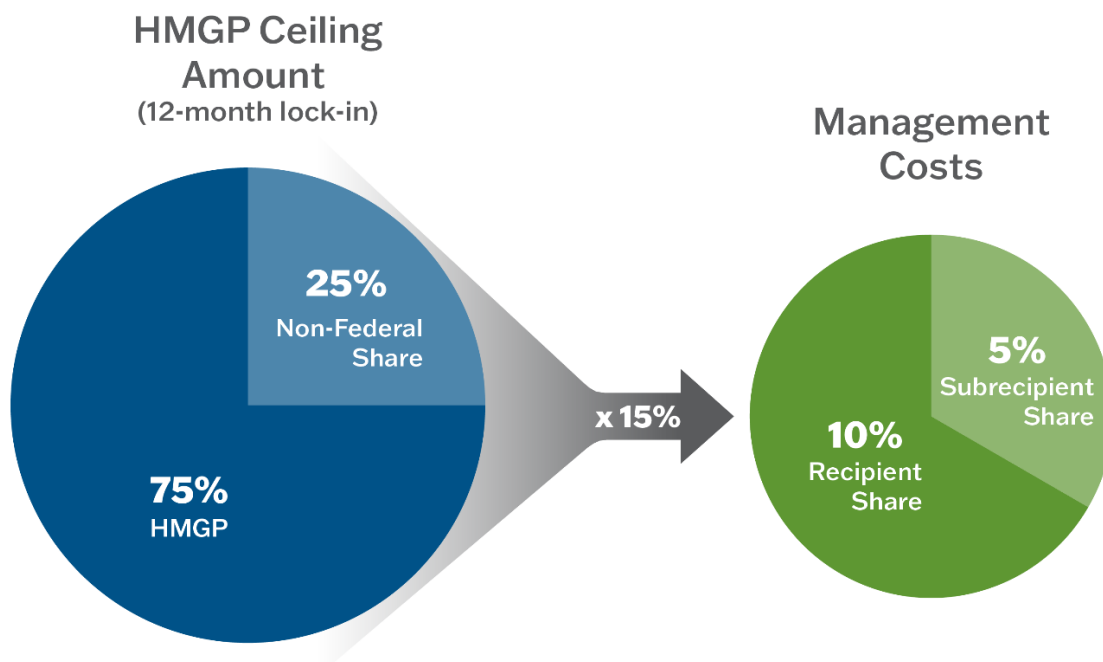 HMGP Ceiling
Amount
(12-month lock-in)
25%
Non-Federal
Share
75%
HMGP
x 15%
Management
Costs
5%
Subrecipient
Share
10%
Recipient
Share